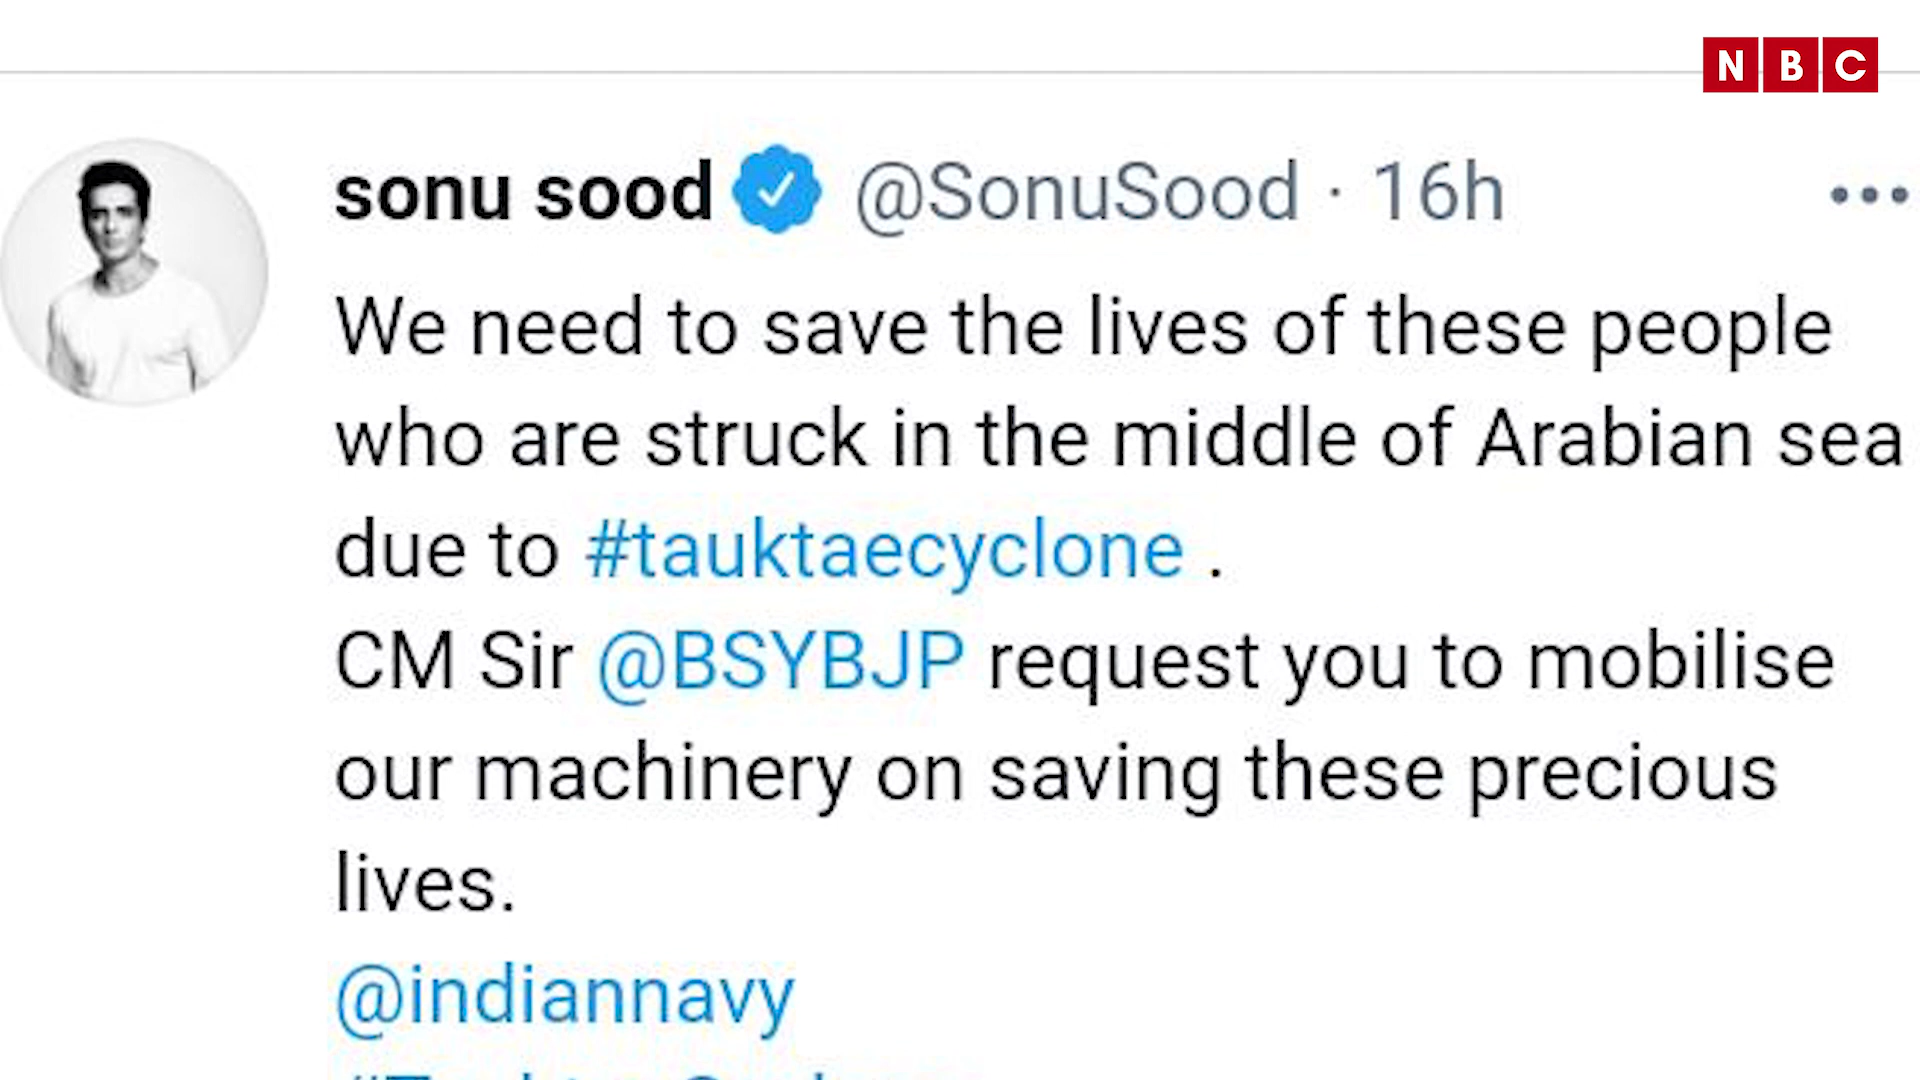 NBC
sonu sood @SonuSood · 16h
We need to save the lives of these people
who are struck in the middle of Arabian sea
due to #tauktaecyclone .
CM Sir @BSYBJP request you to mobilise
our machinery on saving these precious
lives.
@indiannavy